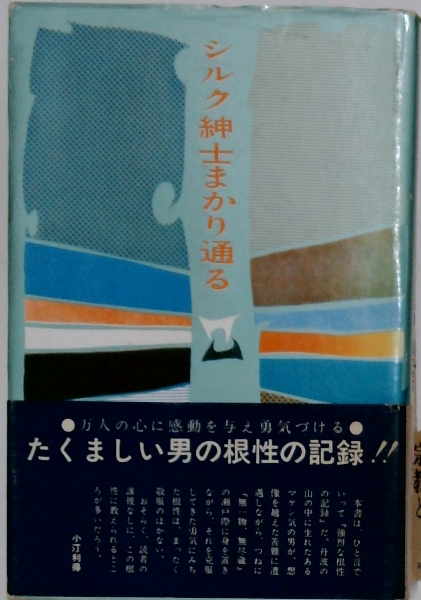 シルク紳士まかり通る
●万人の心に感動を与え勇気づける●
たくましい男の根性の記録!!
本書は、ひと言で
いって『強烈な根性
の記録』だ。丹波の
山の中に生れたある
マケン気の男が、想
像を越えた苦難に遭
遇しながら、つねに
『無一物、無尽蔵』
の瀬戸際に身を置き
ながら、それを克服
してきた勇気にみち
た根性は、まったく
敬服のほかない。
おそらく、読者の
誰彼なしに、この根
性に教えられるとこ
ろが多いだろう。
小汀利得
宗教と